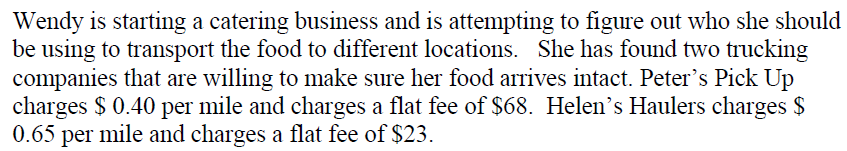 Wendy is starting a catering business and is attempting to figure out who she should
be using to transport the food to different locations.   She has found two trucking
companies that are willing to make sure her food arrives intact. Peter’s Pick Up
charges $ 0.40 per mile and charges a flat fee of $68.  Helen’s Haulers charges $
0.65 per mile and charges a flat fee of $23.